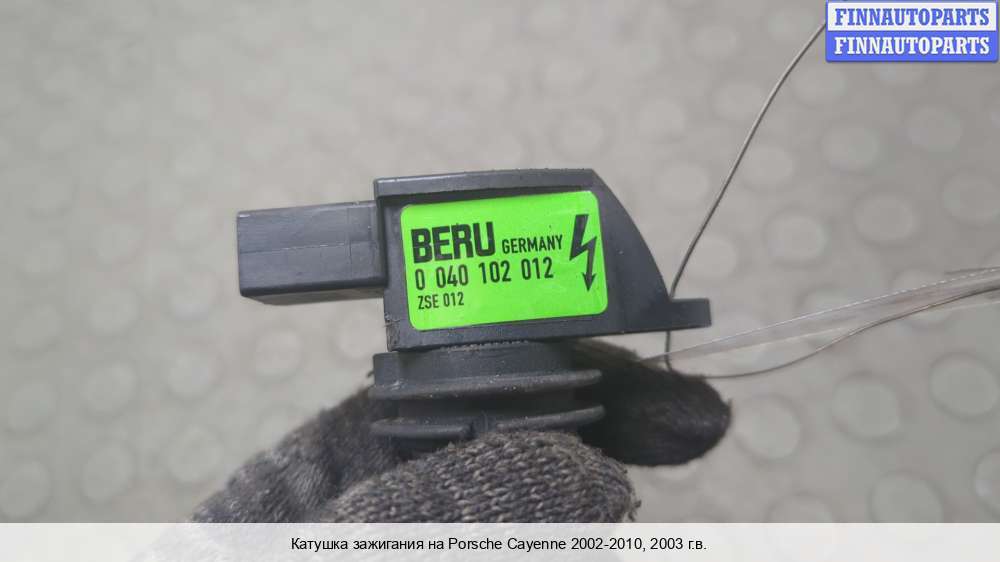 FINNAUTOPARTS
FINNAUTOPARTS
BERU GERMANY
0 040 102 012
ZSE 012
Катушка зажигания на Porsche Cayenne 2002-2010, 2003 г.в.